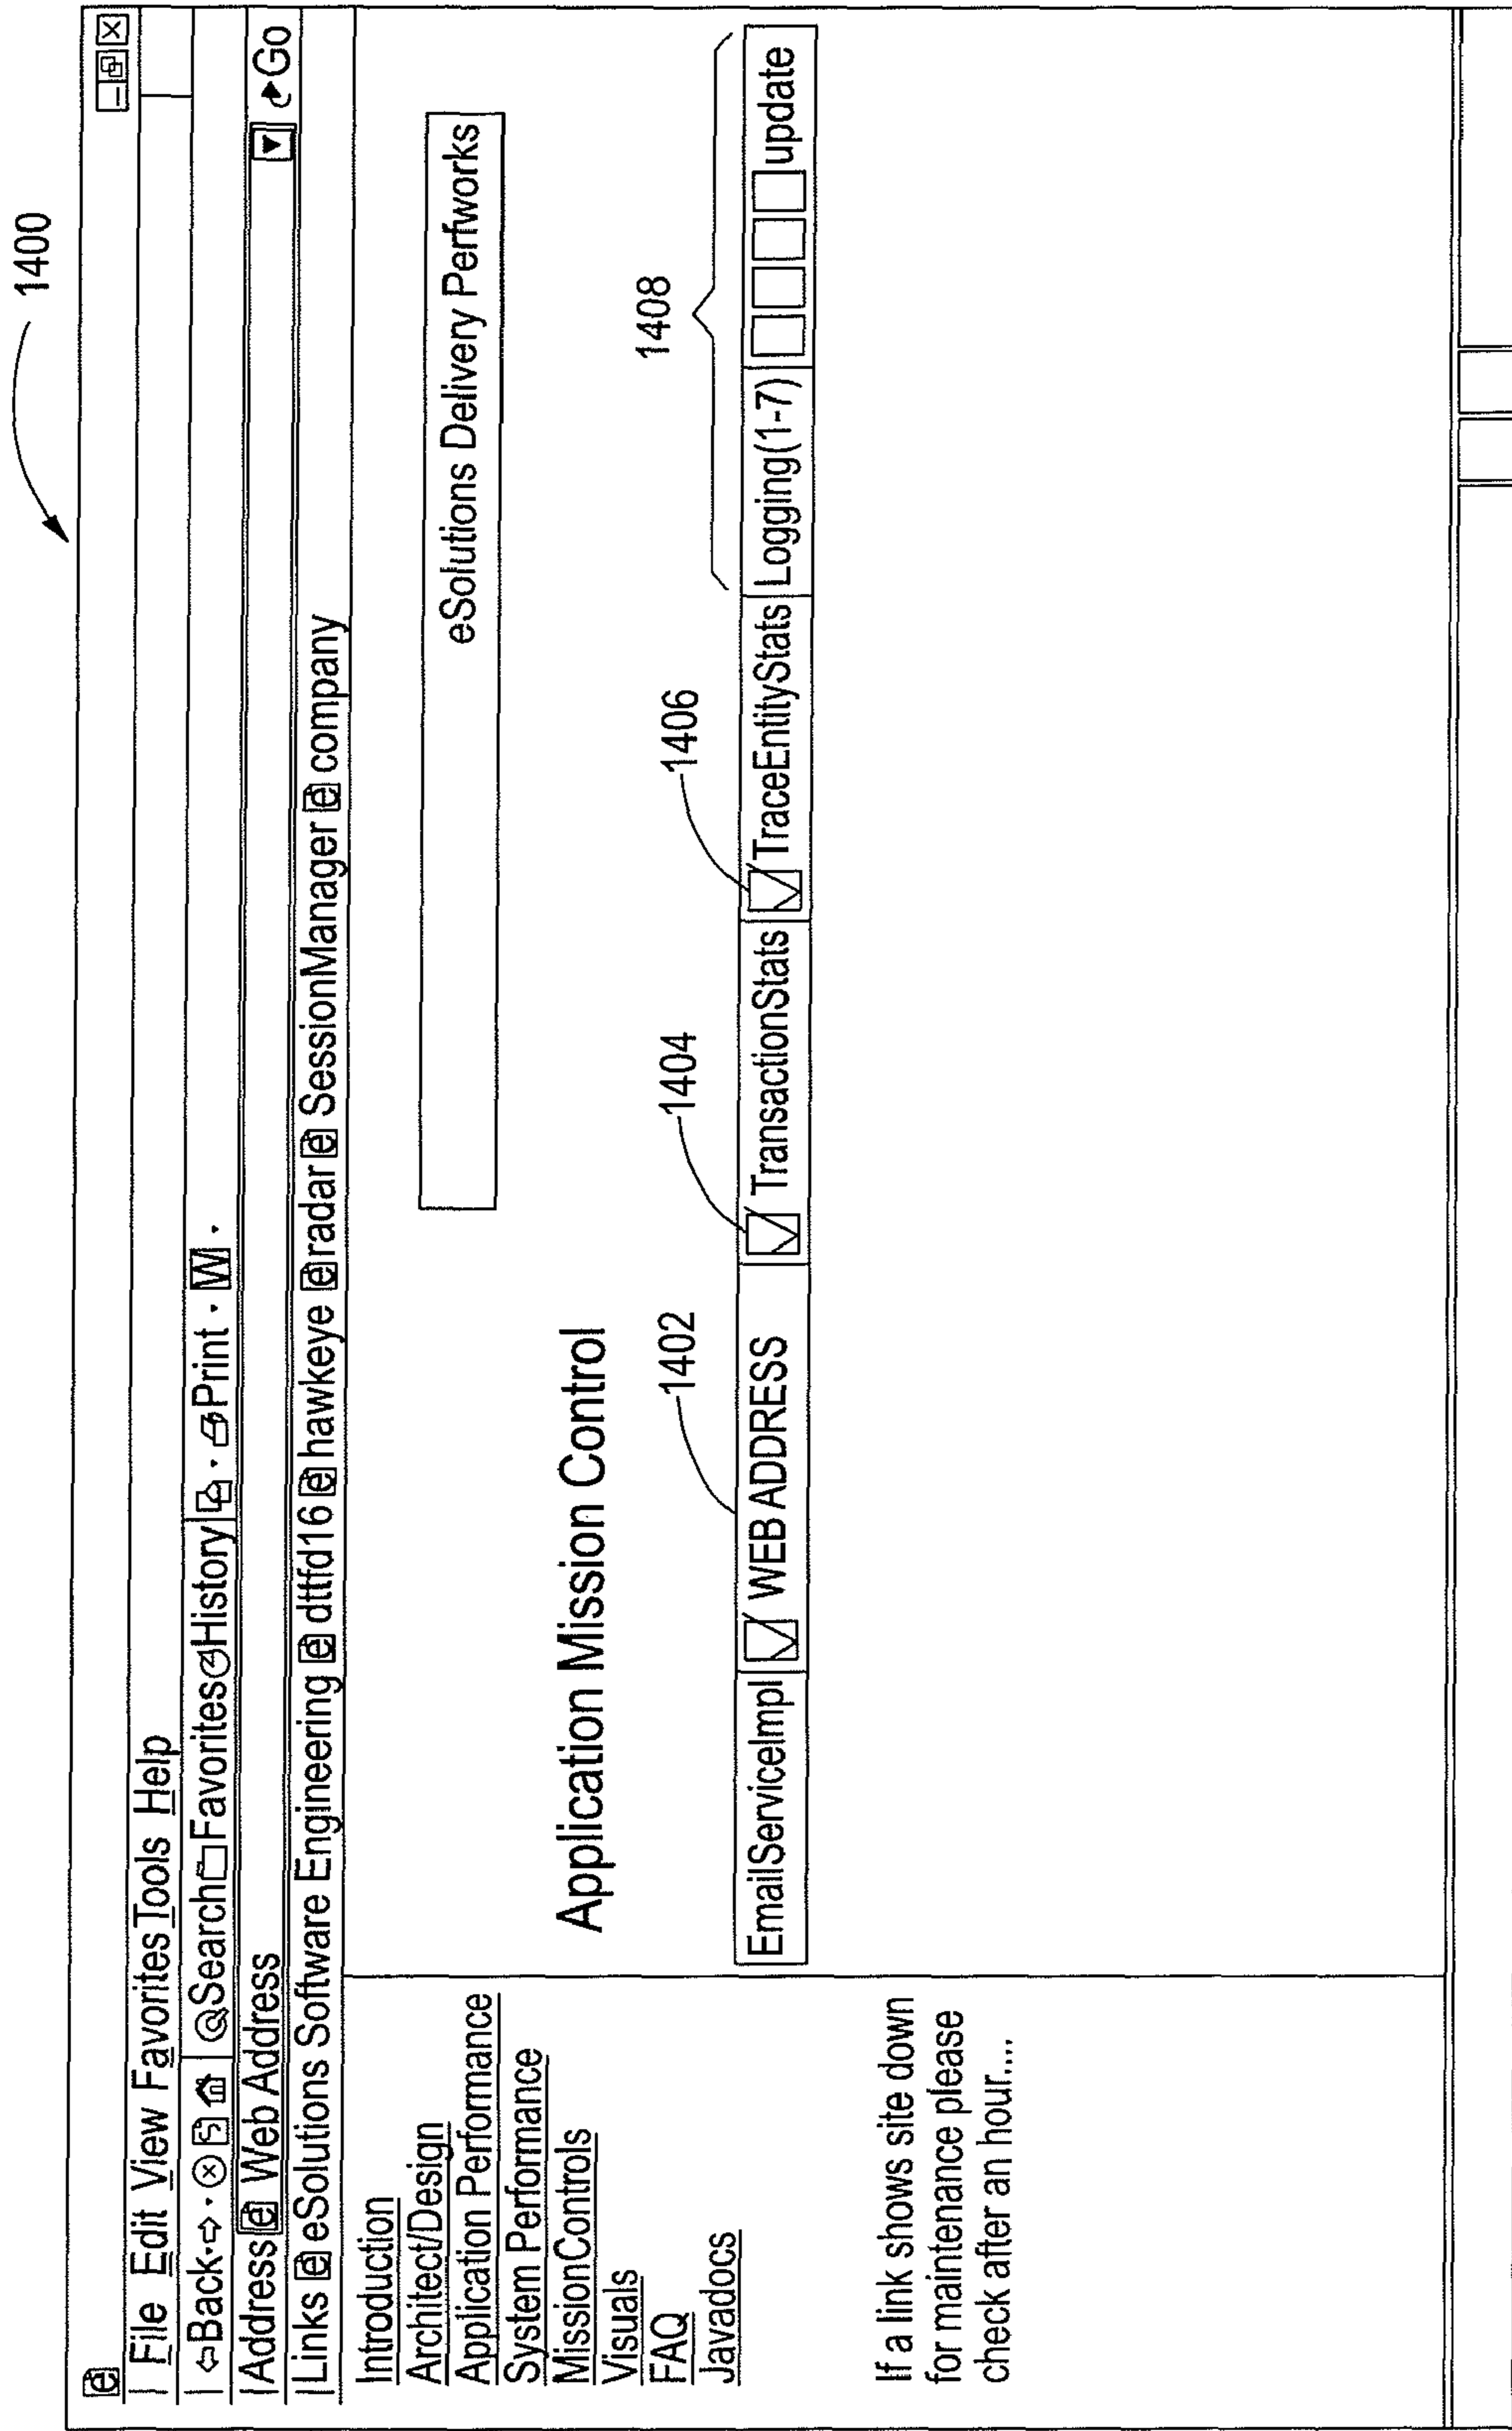 1400
File Edit View Favorites Tools Help
Back Search Favorites History Print W
Address Web Address Go
Links eSolutions Software Engineering dtfd16 hawkeye radar SessionManager company
Introduction
Architect/Design
Application Performance
System Performance
MissionControls
Visuals
FAQ
Javadocs
If a link shows site down
for maintenance please
check after an hour....
eSolutions Delivery Perfworks
Application Mission Control
1402
1404
1406
1408
EmailServiceImpl WEB ADDRESS TransactionStats TraceEntityStats Logging(1-7) update